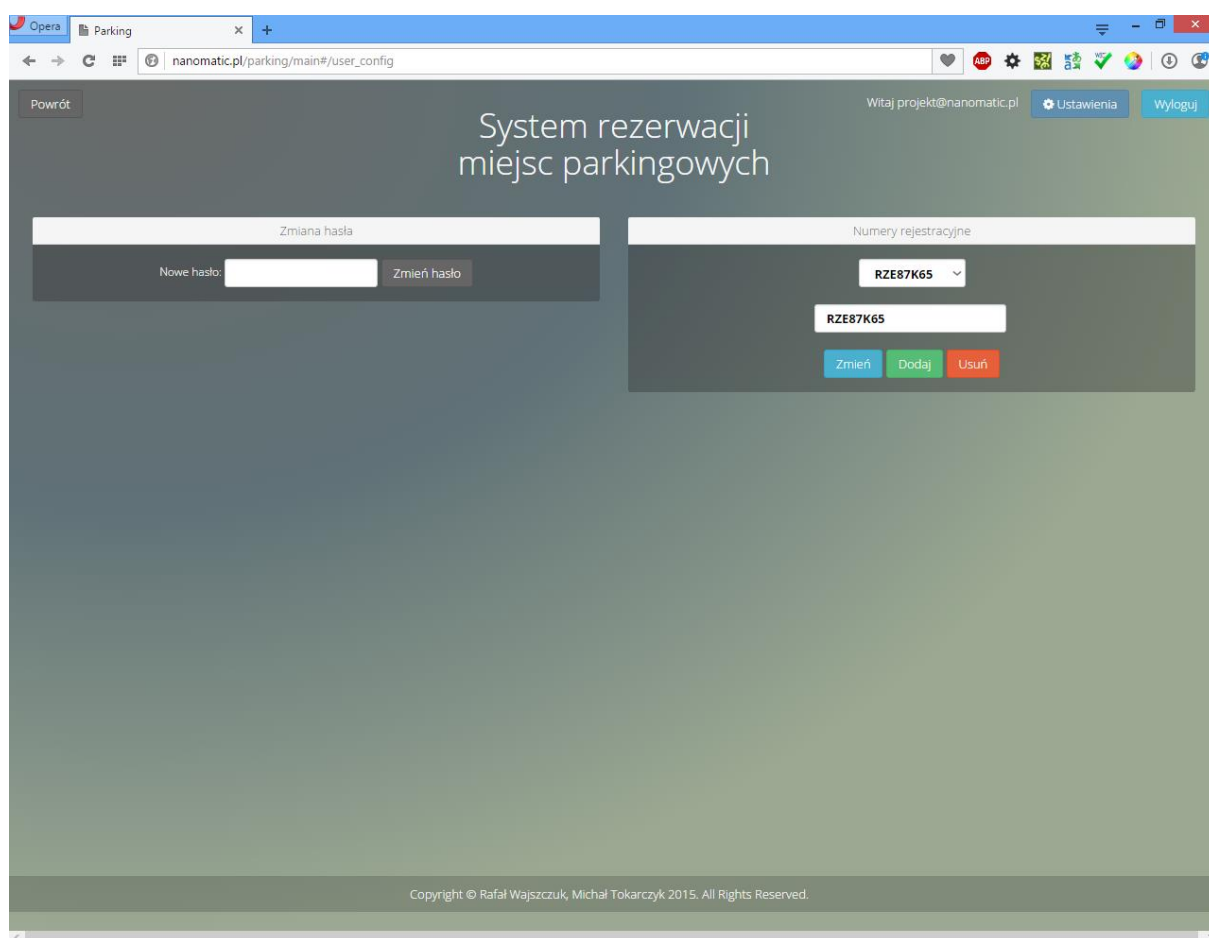 Opera
Parking
nanomatic.pl/parking/main#/user_config
ABP
Powrót
Witaj projekt@nanomatic.pl
Ustawienia
Wyloguj
System rezerwacji
miejsc parkingowych
Zmiana hasła
Nowe hasło:
Zmień hasło
Numery rejestracyjne
RZE87K65
RZE87K65
Zmień
Dodaj
Usuń
Copyright © Rafał Wajszczuk, Michał Tokarczyk 2015. All Rights Reserved.